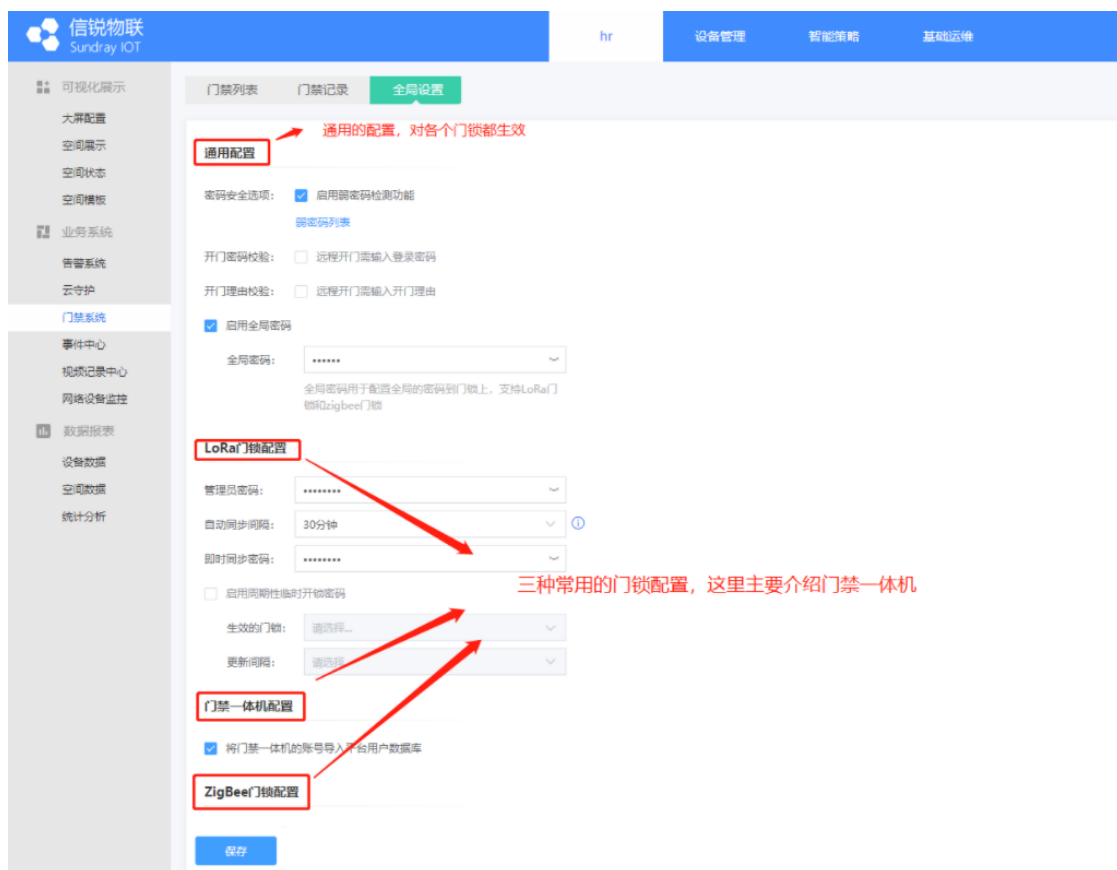 信锐物联
Sundray IOT
hr
设备管理
智能策略
基础运维
可视化展示
大屏配置
空间展示
空间状态
空间模板
业务系统
告警系统
云守护
门禁系统
事件中心
视频记录中心
网络设备监控
数据报表
设备数据
空间数据
统计分析
门禁列表
门禁记录
全局设置
通用的配置，对各个门锁都生效
通用配置
密码安全选项： 启用弱密码检测功能
弱密码列表
开门密码校验： 远程开门需输入登录密码
开门理由校验： 远程开门需输入开门理由
启用全局密码
全局密码： ••••••
全局密码用于配置全局的密码到门锁上，支持LoRa门
锁和zigbee门锁
LoRa门锁配置
管理员密码： ••••••••
自动同步间隔： 30分钟
即时同步密码： ••••••••
三种常用的门锁配置，这里主要介绍门禁一体机
启用周期性临时开锁密码
生效的门锁： 请选择...
更新间隔： 请选择
门禁一体机配置
将门禁一体机的账号导入平台用户数据库
ZigBee门锁配置
保存